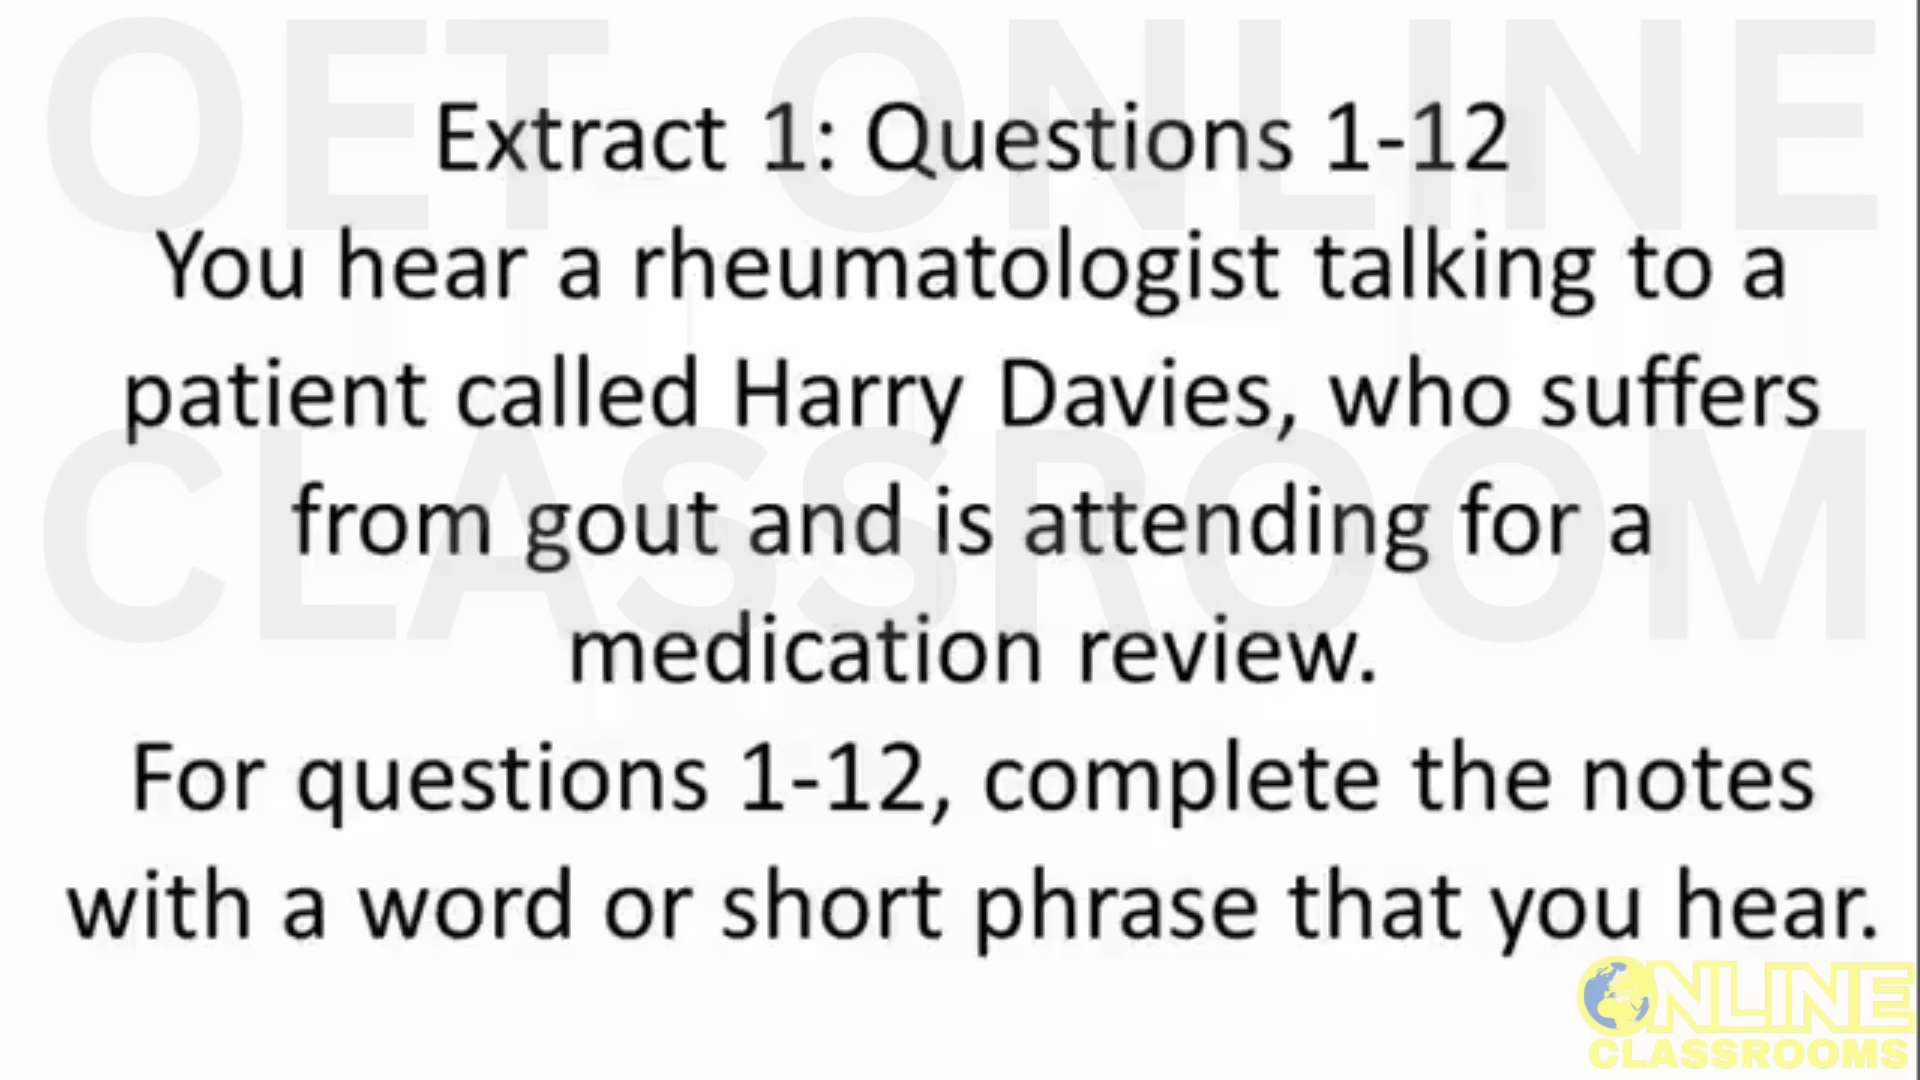 OET ONLINE
Extract 1: Questions 1-12
You hear a rheumatologist talking to a
patient called Harry Davies, who suffers
CLASSROOM
from gout and is attending for a
medication review.
For questions 1-12, complete the notes
with a word or short phrase that you hear.
ONLINE
CLASSROOMS